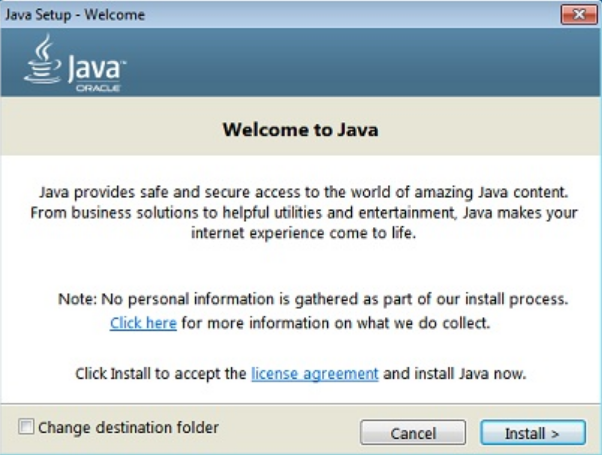 Java Setup - Welcome
Java™
ORACLE
Welcome to Java
Java provides safe and secure access to the world of amazing Java content.
From business solutions to helpful utilities and entertainment, Java makes your
internet experience come to life.
Note: No personal information is gathered as part of our install process.
Click here for more information on what we do collect.
Click Install to accept the license agreement and install Java now.
Change destination folder
Cancel
Install >